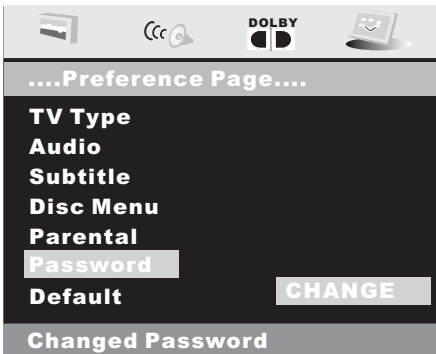 DOLBY
....Preference Page....
TV Type
Audio
Subtitle
Disc Menu
Parental
Password
Default CHANGE
Changed Password